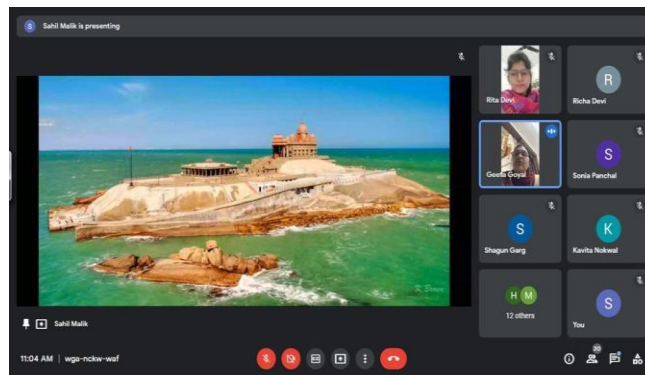 S Sahil Malik is presenting
Rita Devi
R
Richa Devi
Geeta Goyal
S
Sonia Panchal
S
Shagun Garg
K
Kavita Nokwal
H M
12 others
S
You
Sahil Malik
11:04 AM | wga-nckw-waf
20